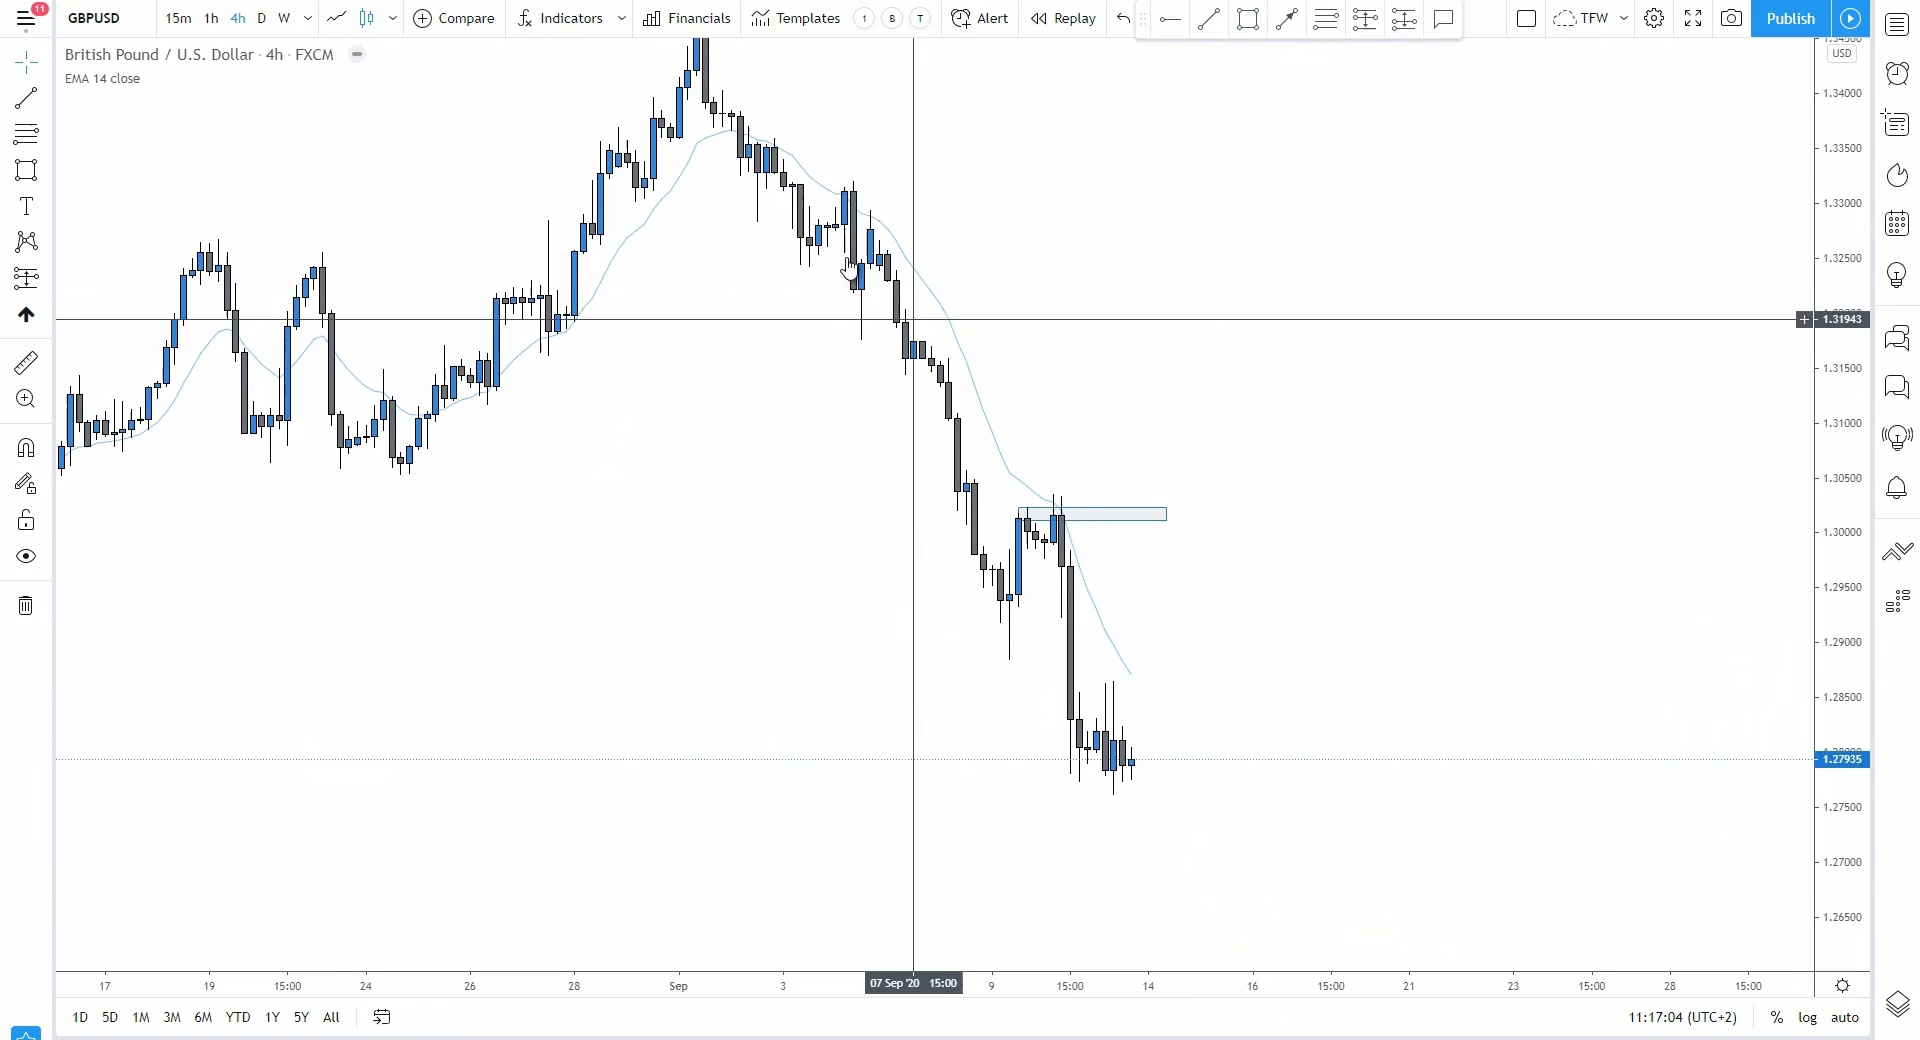 11
GBPUSD 15m 1h 4h D W Compare Indicators Financials Templates 1 B T Alert Replay TFW Publish
British Pound / U.S. Dollar · 4h · FXCM
EMA 14 close
USD
1.34000
1.33500
1.33000
1.32500
1.31943
1.31500
1.31000
1.30500
1.30000
1.29500
1.29000
1.28500
1.27935
1.27500
1.27000
1.26500
17 19 15:00 24 26 28 Sep 3 07 Sep '20 15:00 9 15:00 14 16 15:00 21 23 15:00 28 15:00
1D 5D 1M 3M 6M YTD 1Y 5Y All 11:17:04 (UTC+2) % log auto